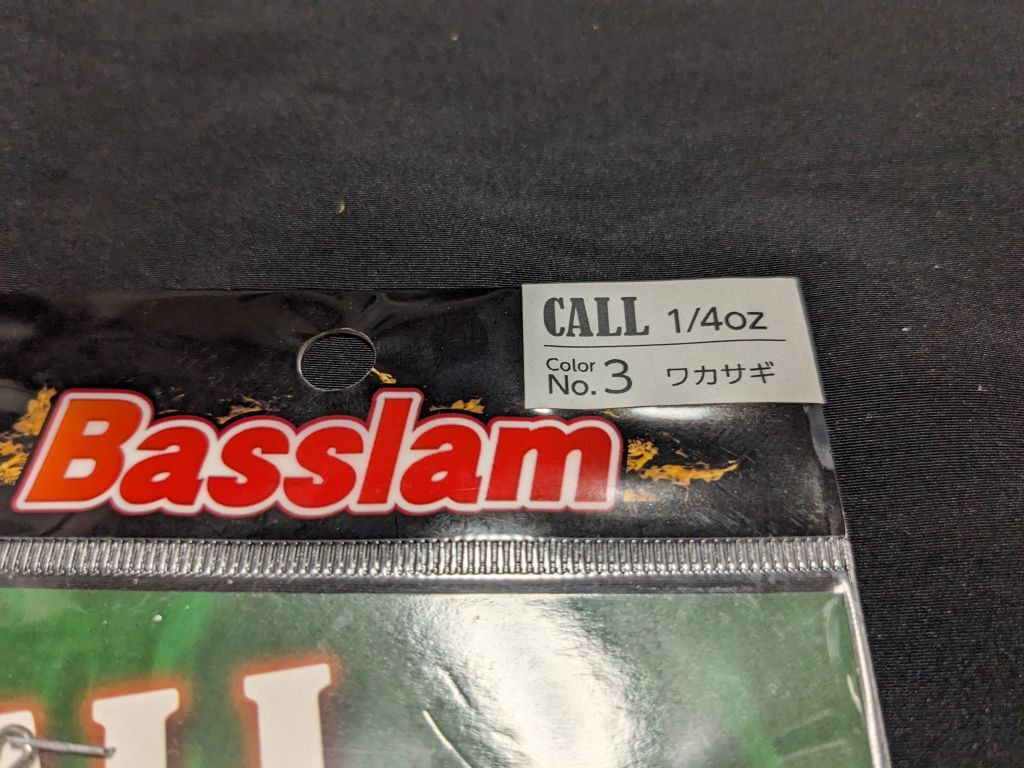 CALL 1/4oz
Color No.3 ワカサギ
Basslam